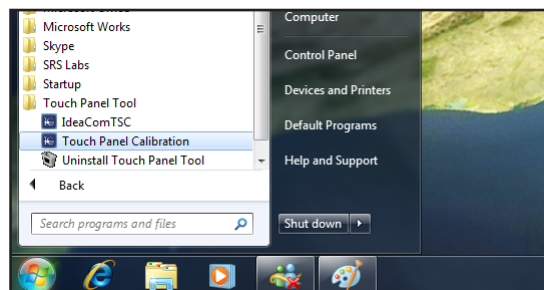 Microsoft Works
Skype
SRS Labs
Startup
Touch Panel Tool
IdeaComTSC
Touch Panel Calibration
Uninstall Touch Panel Tool
Back
Search programs and files
Computer
Control Panel
Devices and Printers
Default Programs
Help and Support
Shut down